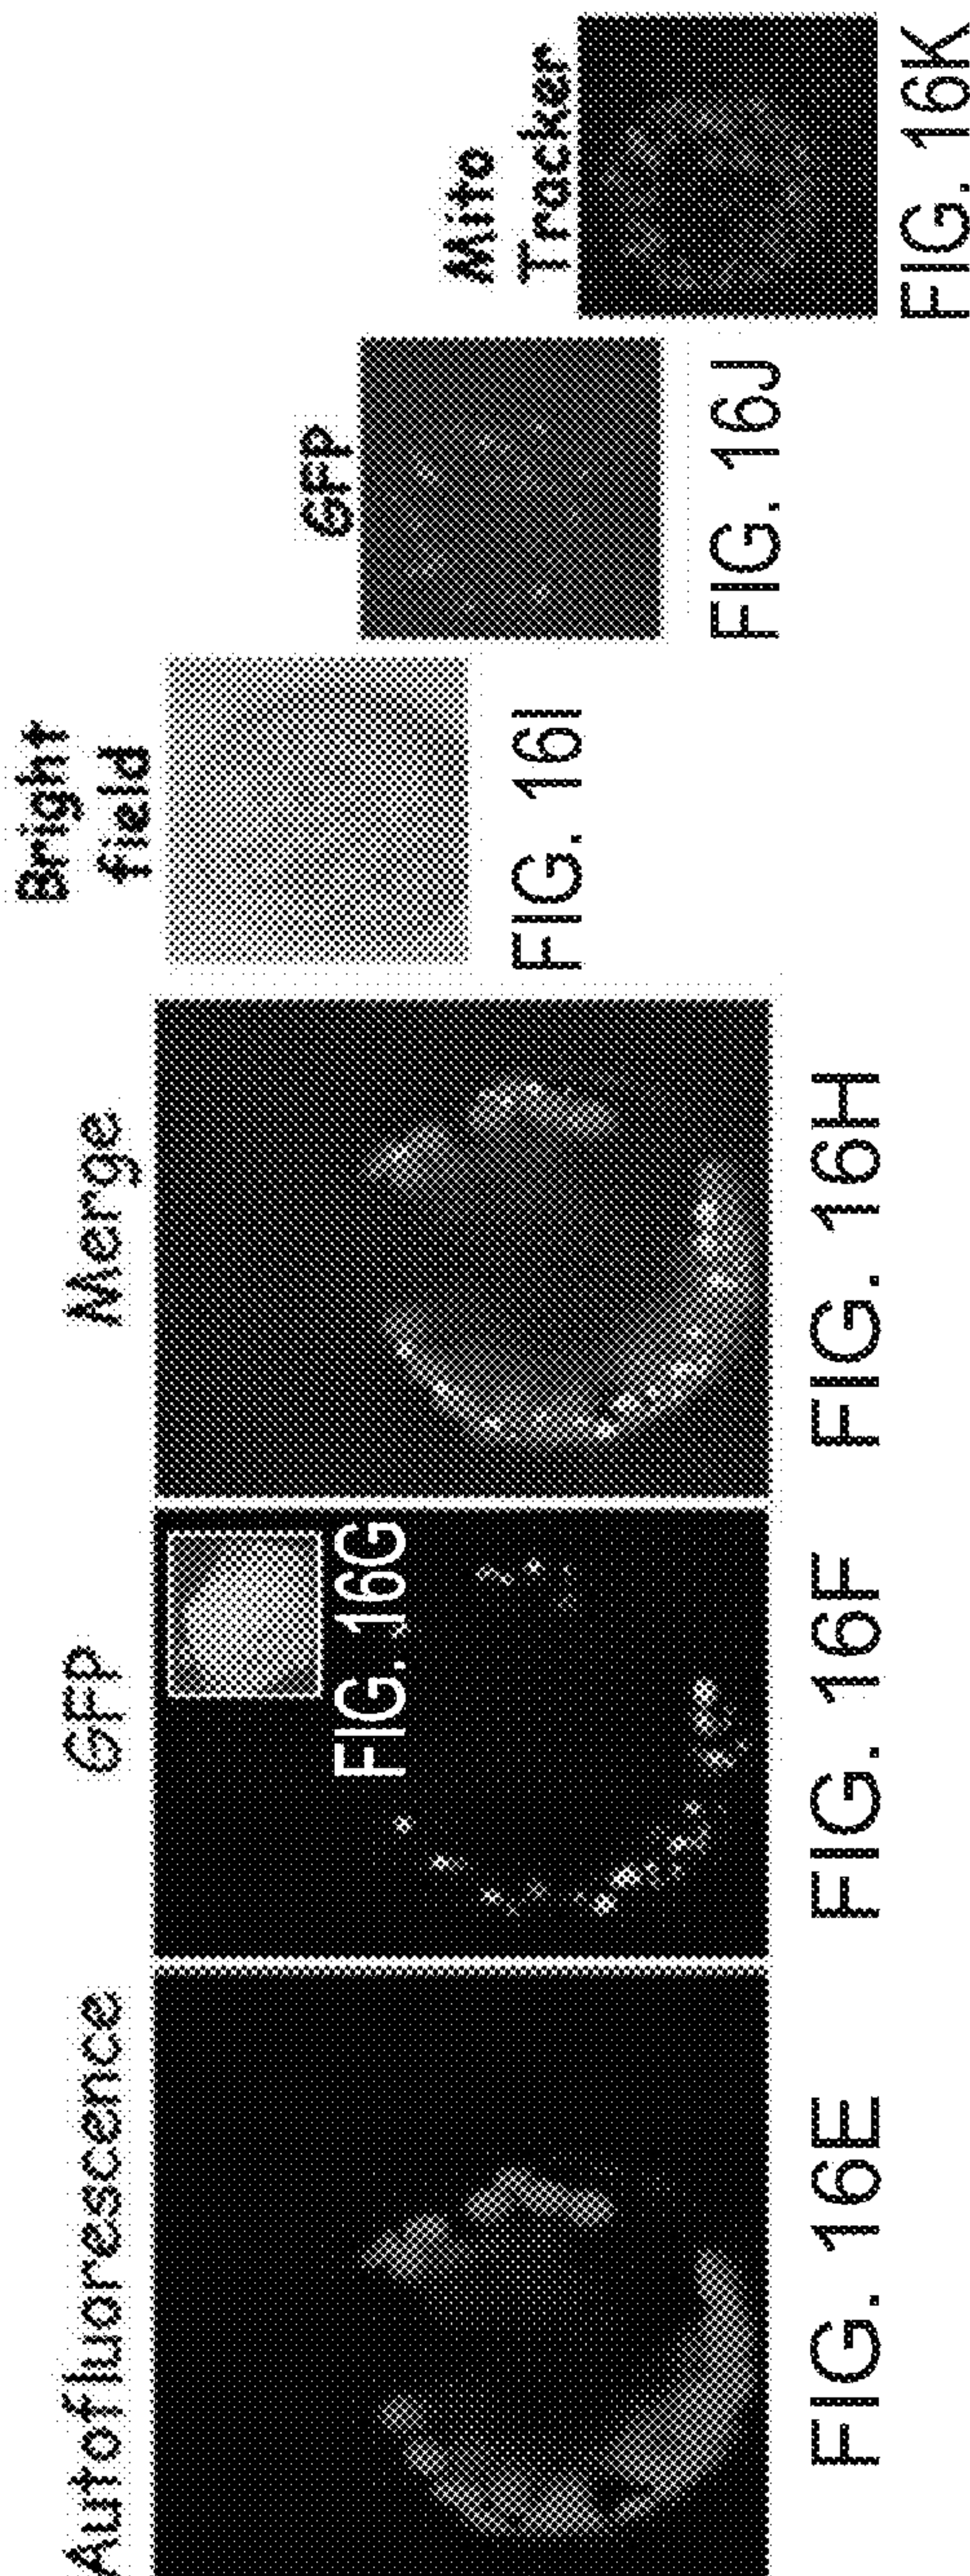 Autofluorescence
GFP
Merge
Bright
field
GFP
Mito
Tracker
FIG. 16G
FIG. 16E
FIG. 16F
FIG. 16H
FIG. 16I
FIG. 16J
FIG. 16K